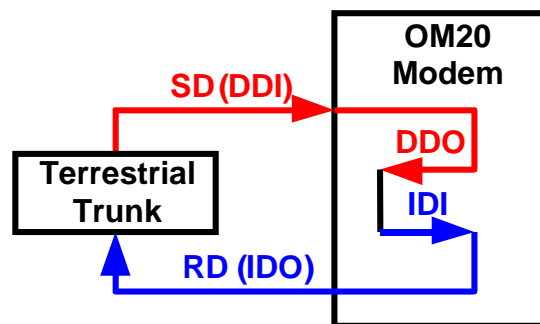 OM20
Modem
SD (DDI)
DDO
Terrestrial
Trunk
IDI
RD (IDO)